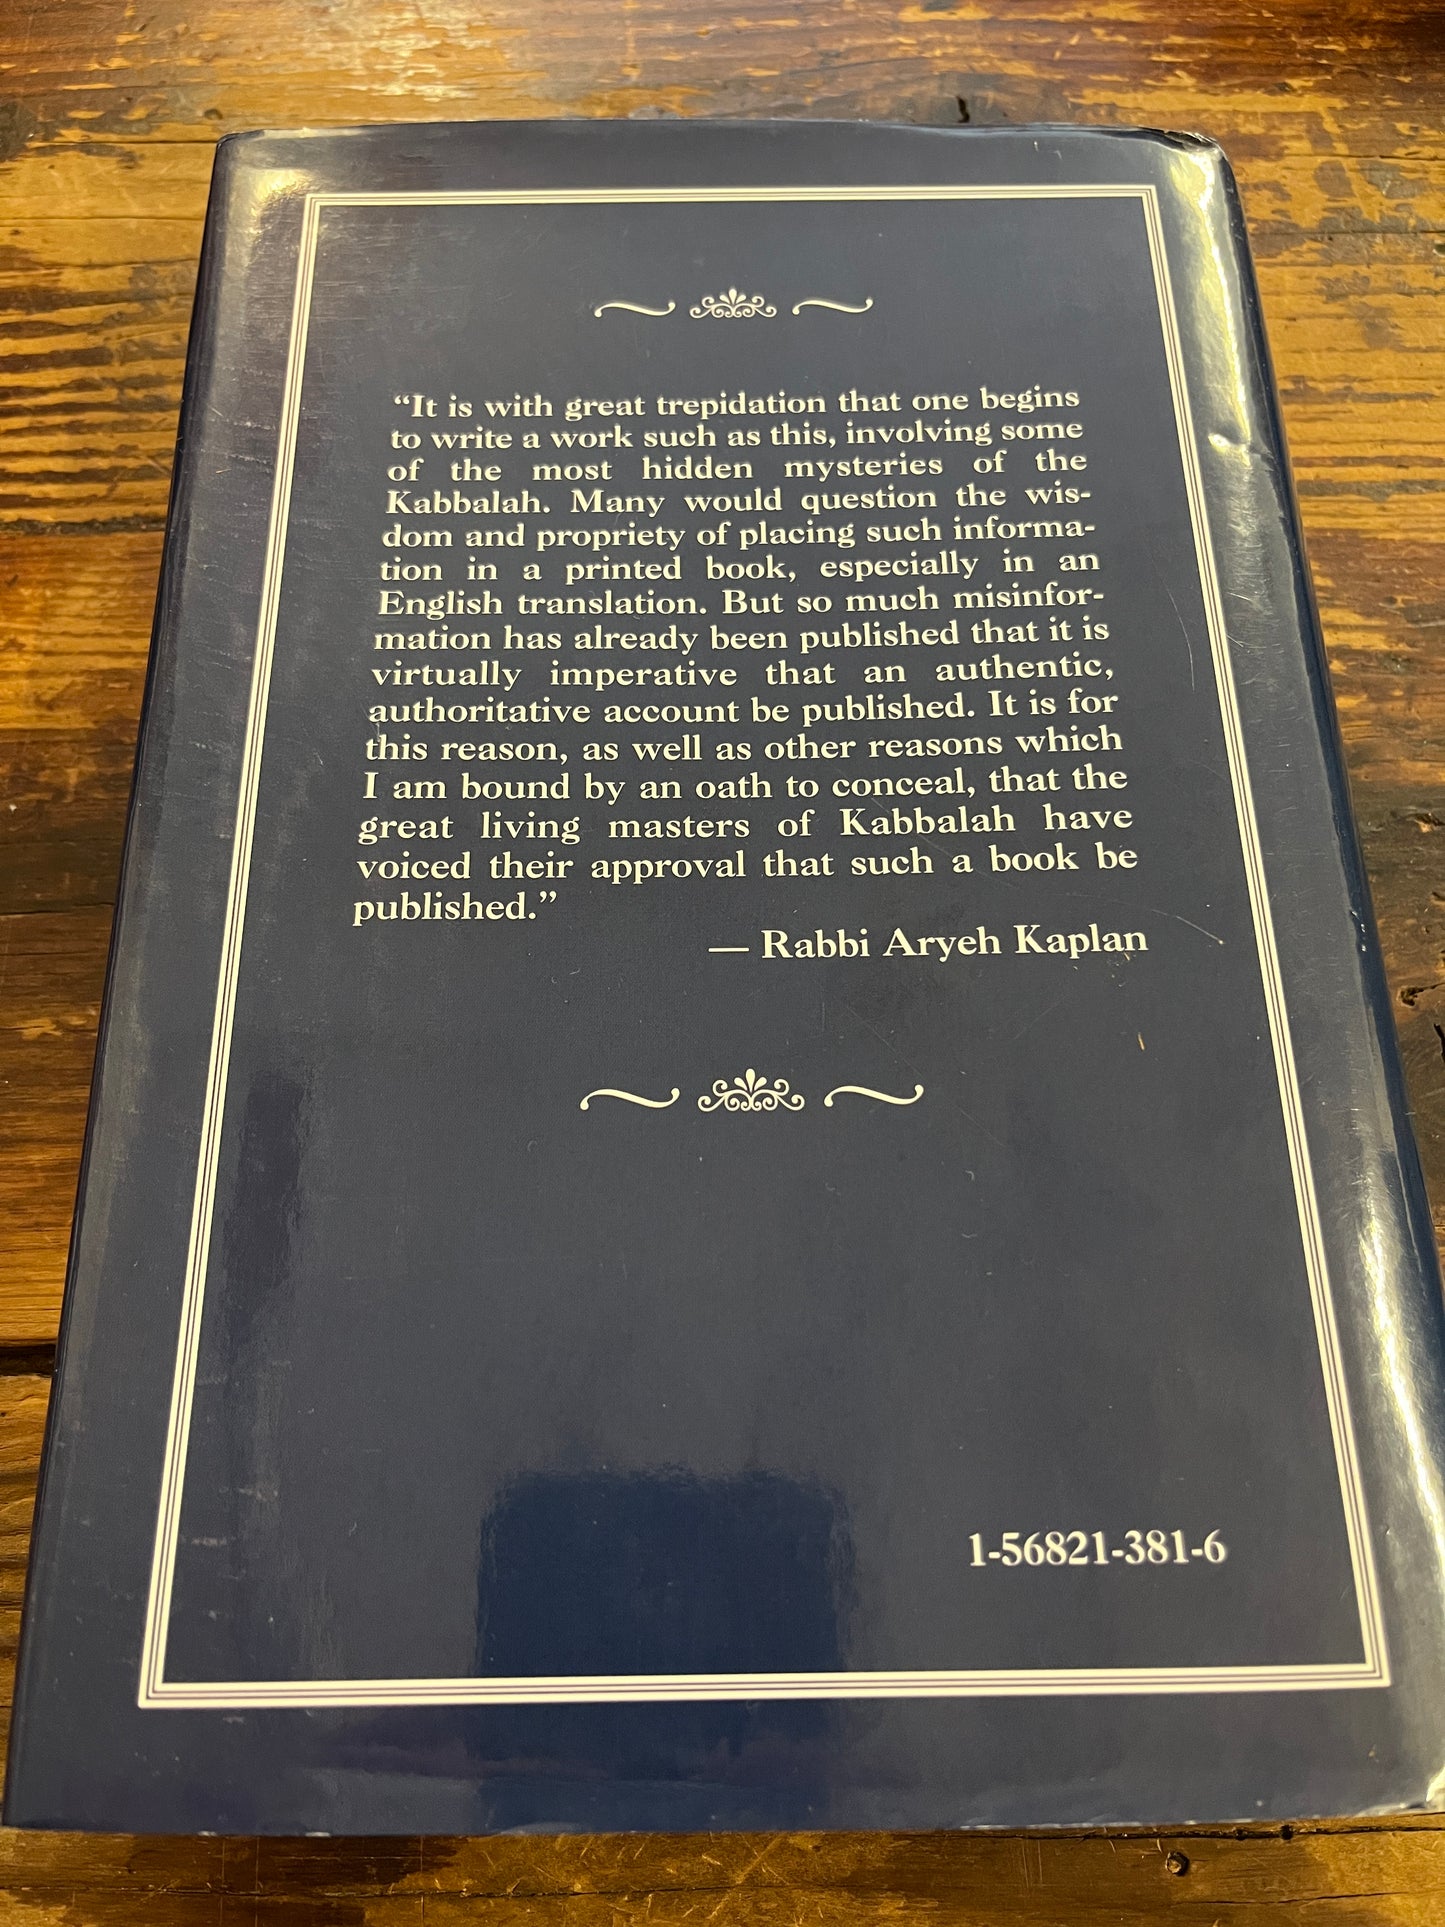 “It is with great trepidation that one begins
to write a work such as this, involving some
of the most hidden mysteries of the
Kabbalah. Many would question the wis-
dom and propriety of placing such informa-
tion in a printed book, especially in an
English translation. But so much misinfor-
mation has already been published that it is
virtually imperative that an authentic,
authoritative account be published. It is for
this reason, as well as other reasons which
I am bound by an oath to conceal, that the
great living masters of Kabbalah have
voiced their approval that such a book be
published.”
— Rabbi Aryeh Kaplan
1-56821-381-6